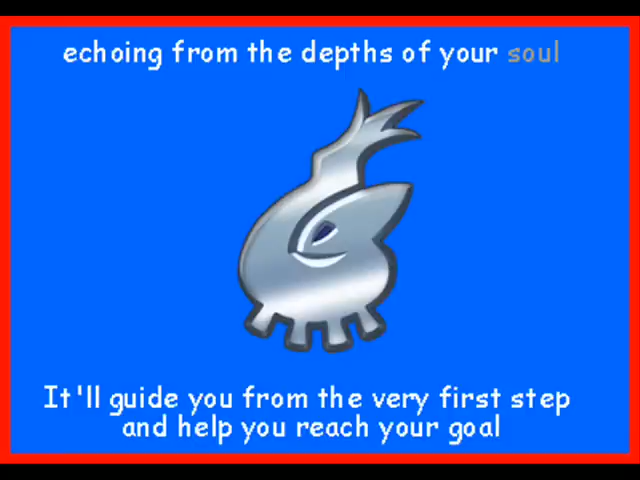 echoing from the depths of your soul
It'll guide you from the very first step
and help you reach your goal